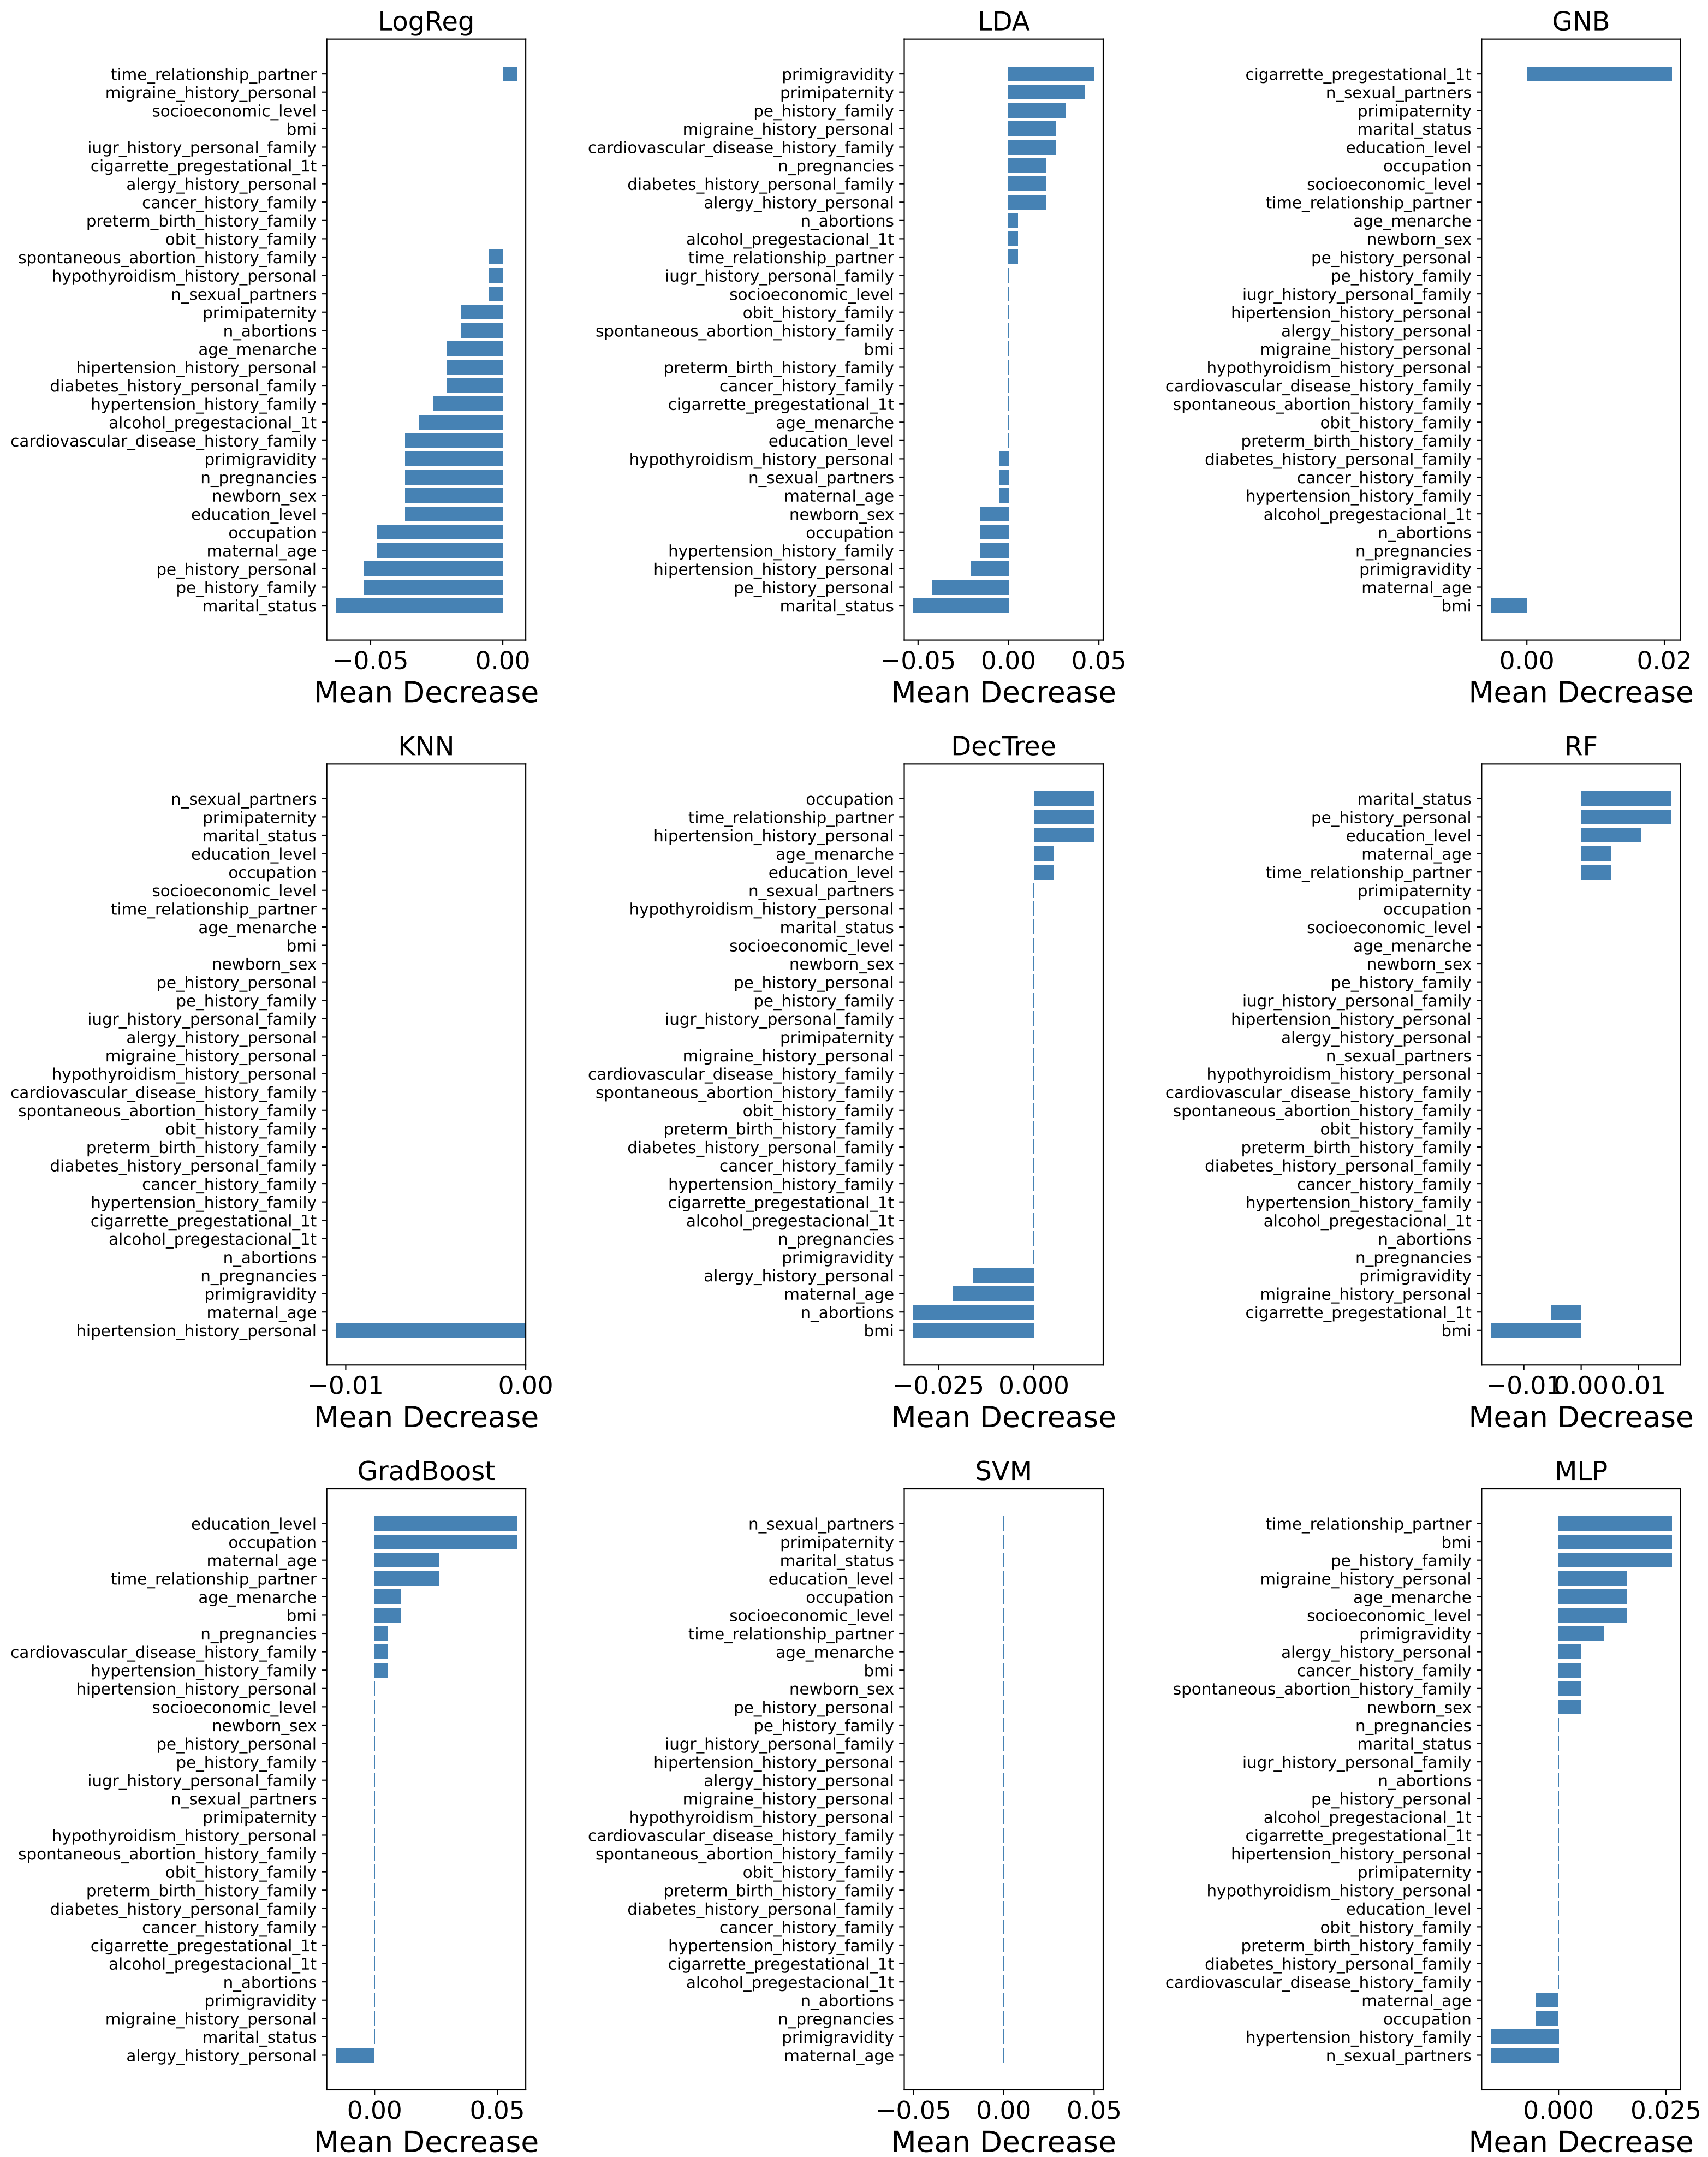 LogReg
time_relationship_partner
migraine_history_personal
socioeconomic_level
bmi
iugr_history_personal_family
cigarrette_pregestational_1t
alergy_history_personal
cancer_history_family
preterm_birth_history_family
obit_history_family
spontaneous_abortion_history_family
hypothyroidism_history_personal
n_sexual_partners
primipaternity
n_abortions
age_menarche
hipertension_history_personal
diabetes_history_personal_family
hypertension_history_family
alcohol_pregestacional_1t
cardiovascular_disease_history_family
primigravidity
n_pregnancies
newborn_sex
education_level
occupation
maternal_age
pe_history_personal
pe_history_family
marital_status
−0.05 0.00
Mean Decrease
LDA
primigravidity
primipaternity
pe_history_family
migraine_history_personal
cardiovascular_disease_history_family
n_pregnancies
diabetes_history_personal_family
alergy_history_personal
n_abortions
alcohol_pregestacional_1t
time_relationship_partner
iugr_history_personal_family
socioeconomic_level
obit_history_family
spontaneous_abortion_history_family
bmi
preterm_birth_history_family
cancer_history_family
cigarrette_pregestational_1t
age_menarche
education_level
hypothyroidism_history_personal
n_sexual_partners
maternal_age
newborn_sex
occupation
hypertension_history_family
hipertension_history_personal
pe_history_personal
marital_status
−0.05 0.00 0.05
Mean Decrease
GNB
cigarrette_pregestational_1t
n_sexual_partners
primipaternity
marital_status
education_level
occupation
socioeconomic_level
time_relationship_partner
age_menarche
newborn_sex
pe_history_personal
pe_history_family
iugr_history_personal_family
hipertension_history_personal
alergy_history_personal
migraine_history_personal
hypothyroidism_history_personal
cardiovascular_disease_history_family
spontaneous_abortion_history_family
obit_history_family
preterm_birth_history_family
diabetes_history_personal_family
cancer_history_family
hypertension_history_family
alcohol_pregestacional_1t
n_abortions
n_pregnancies
primigravidity
maternal_age
bmi
0.00 0.02
Mean Decrease
KNN
n_sexual_partners
primipaternity
marital_status
education_level
occupation
socioeconomic_level
time_relationship_partner
age_menarche
bmi
newborn_sex
pe_history_personal
pe_history_family
iugr_history_personal_family
alergy_history_personal
migraine_history_personal
hypothyroidism_history_personal
cardiovascular_disease_history_family
spontaneous_abortion_history_family
obit_history_family
preterm_birth_history_family
diabetes_history_personal_family
cancer_history_family
hypertension_history_family
cigarrette_pregestational_1t
alcohol_pregestacional_1t
n_abortions
n_pregnancies
primigravidity
maternal_age
hipertension_history_personal
−0.01 0.00
Mean Decrease
DecTree
occupation
time_relationship_partner
hipertension_history_personal
age_menarche
education_level
n_sexual_partners
hypothyroidism_history_personal
marital_status
socioeconomic_level
newborn_sex
pe_history_personal
pe_history_family
iugr_history_personal_family
primipaternity
migraine_history_personal
cardiovascular_disease_history_family
spontaneous_abortion_history_family
obit_history_family
preterm_birth_history_family
diabetes_history_personal_family
cancer_history_family
hypertension_history_family
cigarrette_pregestational_1t
alcohol_pregestacional_1t
n_pregnancies
primigravidity
alergy_history_personal
maternal_age
n_abortions
bmi
−0.025 0.000
Mean Decrease
RF
marital_status
pe_history_personal
education_level
maternal_age
time_relationship_partner
primipaternity
occupation
socioeconomic_level
age_menarche
newborn_sex
pe_history_family
iugr_history_personal_family
hipertension_history_personal
alergy_history_personal
n_sexual_partners
hypothyroidism_history_personal
cardiovascular_disease_history_family
spontaneous_abortion_history_family
obit_history_family
preterm_birth_history_family
diabetes_history_personal_family
cancer_history_family
hypertension_history_family
alcohol_pregestacional_1t
n_abortions
n_pregnancies
primigravidity
migraine_history_personal
cigarrette_pregestational_1t
bmi
−0.01 0.00 0.01
Mean Decrease
GradBoost
education_level
occupation
maternal_age
time_relationship_partner
age_menarche
bmi
n_pregnancies
cardiovascular_disease_history_family
hypertension_history_family
hipertension_history_personal
socioeconomic_level
newborn_sex
pe_history_personal
pe_history_family
iugr_history_personal_family
n_sexual_partners
primipaternity
hypothyroidism_history_personal
spontaneous_abortion_history_family
obit_history_family
preterm_birth_history_family
diabetes_history_personal_family
cancer_history_family
cigarrette_pregestational_1t
alcohol_pregestacional_1t
n_abortions
primigravidity
migraine_history_personal
marital_status
alergy_history_personal
0.00 0.05
Mean Decrease
SVM
n_sexual_partners
primipaternity
marital_status
education_level
occupation
socioeconomic_level
time_relationship_partner
age_menarche
bmi
newborn_sex
pe_history_personal
pe_history_family
iugr_history_personal_family
hipertension_history_personal
alergy_history_personal
migraine_history_personal
hypothyroidism_history_personal
cardiovascular_disease_history_family
spontaneous_abortion_history_family
obit_history_family
preterm_birth_history_family
diabetes_history_personal_family
cancer_history_family
hypertension_history_family
cigarrette_pregestational_1t
alcohol_pregestacional_1t
n_abortions
n_pregnancies
primigravidity
maternal_age
−0.05 0.00 0.05
Mean Decrease
MLP
time_relationship_partner
bmi
pe_history_family
migraine_history_personal
age_menarche
socioeconomic_level
primigravidity
alergy_history_personal
cancer_history_family
spontaneous_abortion_history_family
newborn_sex
n_pregnancies
marital_status
iugr_history_personal_family
n_abortions
pe_history_personal
alcohol_pregestacional_1t
cigarrette_pregestational_1t
hipertension_history_personal
primipaternity
hypothyroidism_history_personal
education_level
obit_history_family
preterm_birth_history_family
diabetes_history_personal_family
cardiovascular_disease_history_family
maternal_age
occupation
hypertension_history_family
n_sexual_partners
0.000 0.025
Mean Decrease